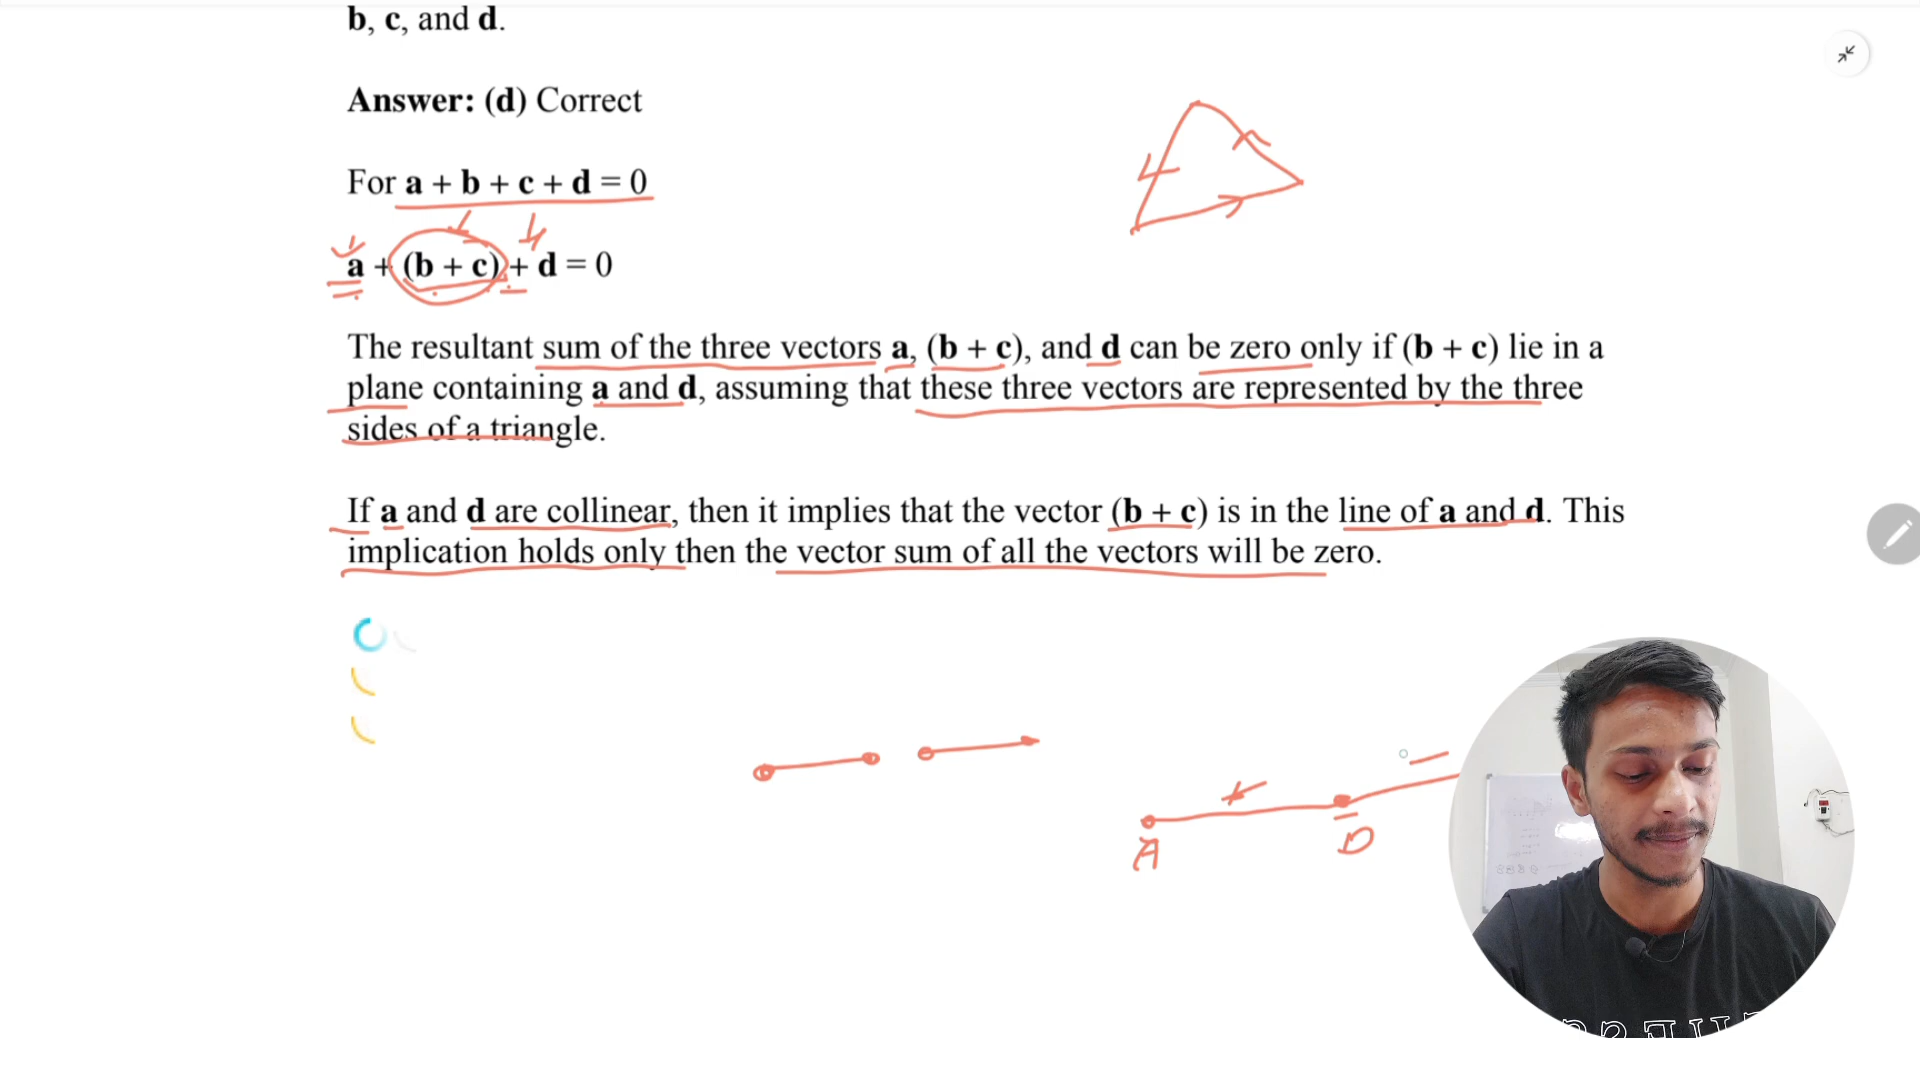 b, c, and d.
Answer: (d) Correct
For a + b + c + d = 0
a + (b + c) + d = 0
The resultant sum of the three vectors a, (b + c), and d can be zero only if (b + c) lie in a
plane containing a and d, assuming that these three vectors are represented by the three
sides of a triangle.
If a and d are collinear, then it implies that the vector (b + c) is in the line of a and d. This
implication holds only then the vector sum of all the vectors will be zero.
A
D